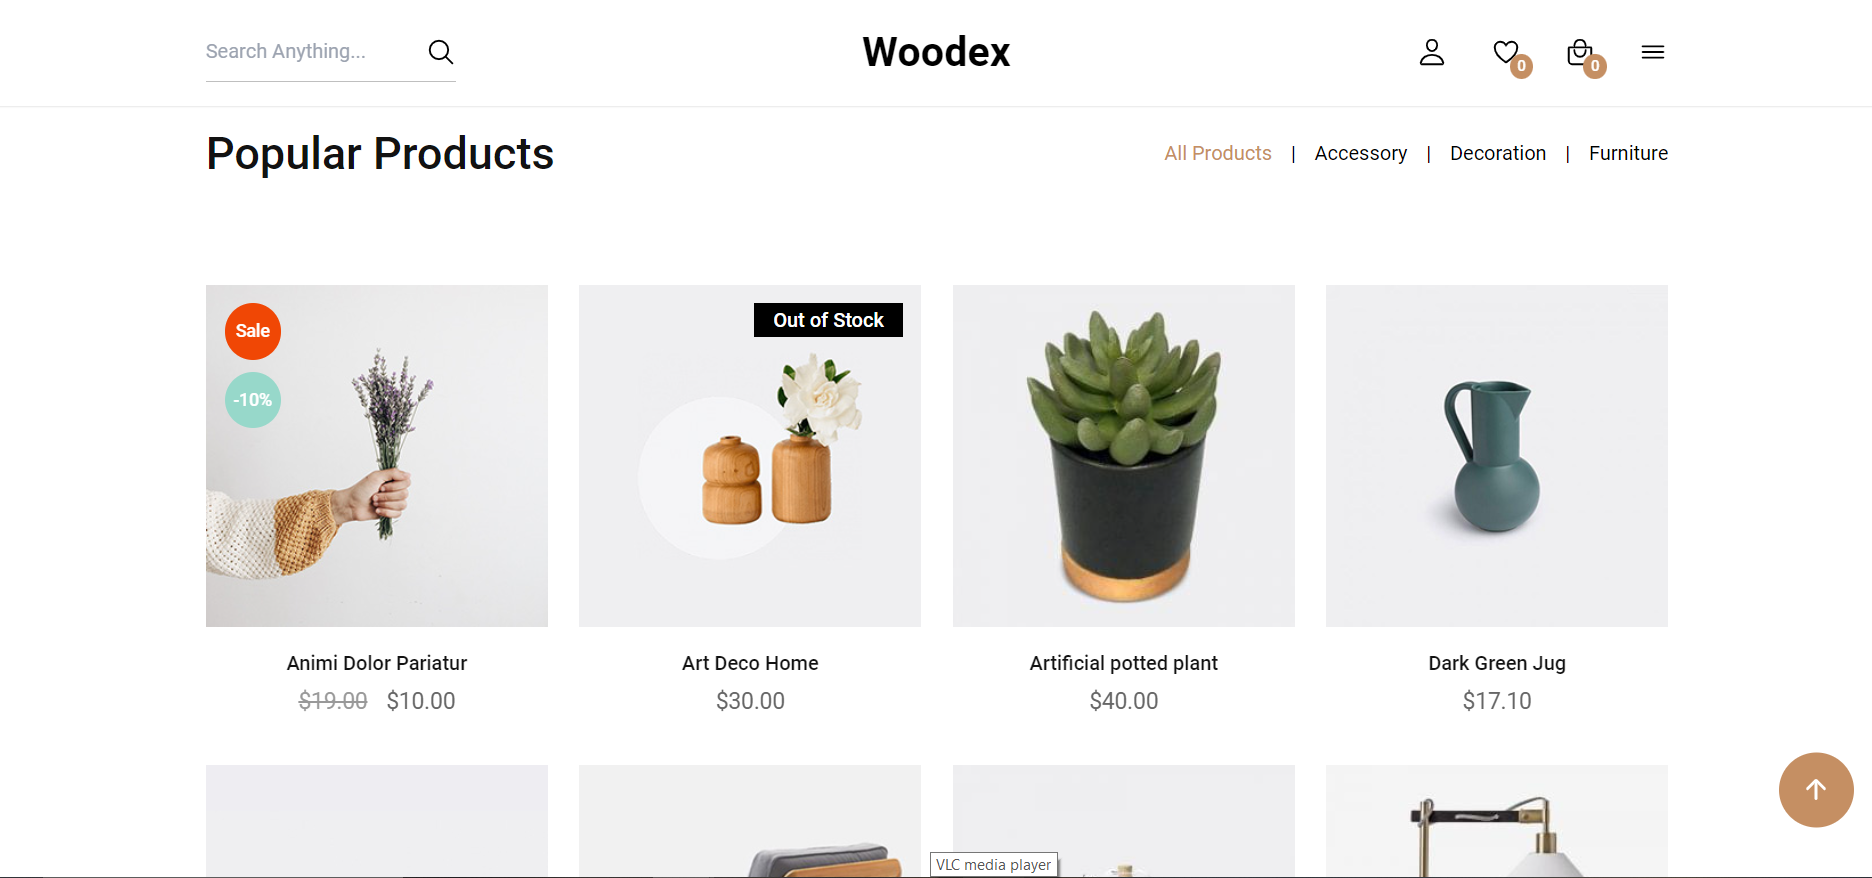 Search Anything...
Woodex
0
0
Popular Products
All Products | Accessory | Decoration | Furniture
Sale
-10%
Out of Stock
Animi Dolor Pariatur
$19.00 $10.00
Art Deco Home
$30.00
Artificial potted plant
$40.00
Dark Green Jug
$17.10
VLC media player